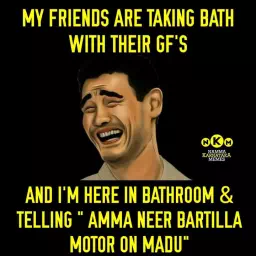 MY FRIENDS ARE TAKING BATH
WITH THEIR GF'S
NKM
NAMMA
KARNATAKA
MEMES
AND I'M HERE IN BATHROOM &
TELLING " AMMA NEER BARTILLA
MOTOR ON MADU"